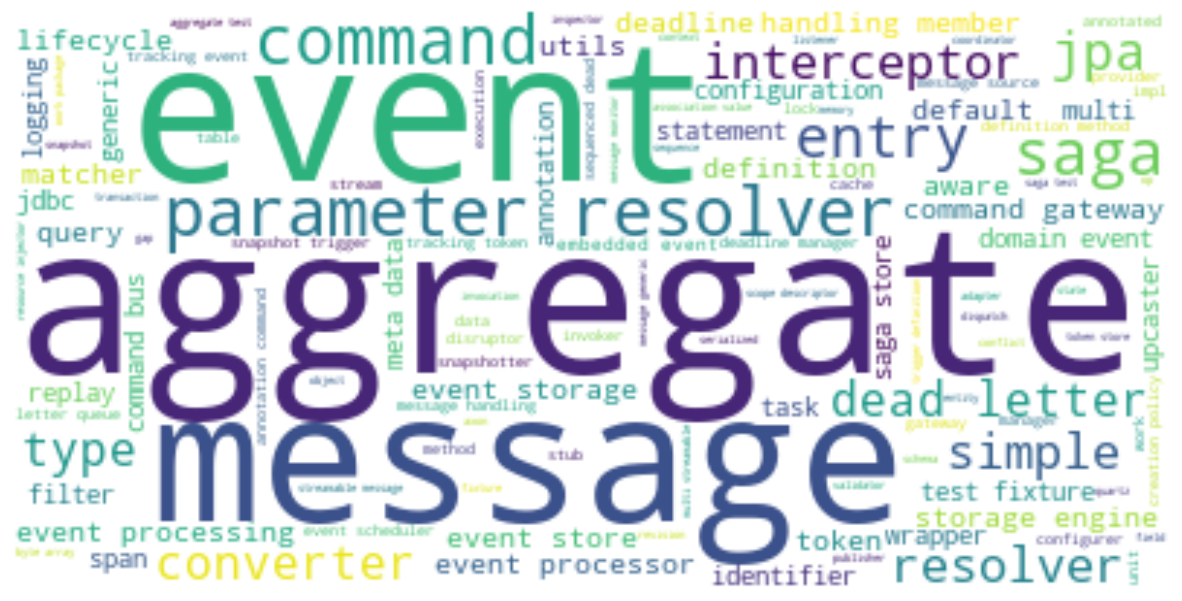 aggregate test
inspector
deadline
handling member
annotated
lifecycle
command
utils
context
listener
coordinator
jpa
tracking event
interceptor
logging
generic
event
execution
sequenced dead
configuration
message source
provider
impl
association value
lock
memory
default
multi
snapshot
table
annotation
message monitor
statement
entry
definition method
sequence
saga
matcher
definition
stream
cache
aware
saga test
jdbc
transaction
parameter resolver
command gateway
query
gap
snapshot trigger
tracking token
embedded event
deadline manager
domain event
resource injector
meta data
saga store
aggregate
command bus
annotation command
invocation
scope descriptor
adapter
state
upcaster
data
dispatch
disruptor
invoker
serialized
conflict
token store
snapshotter
object
replay
event storage
task
dead letter
entity
creation policy
letter queue
message handling
gateway
manager
work
type
message
axon
method
stub
simple
schema
filter
streamable message
fixture
multi streamable
validator
test fixture
quartz
storage engine
event processing
event scheduler
event store
revision
token
wrapper
configurer
field
byte array
span
converter
event processor
publisher
identifier
resolver
unit